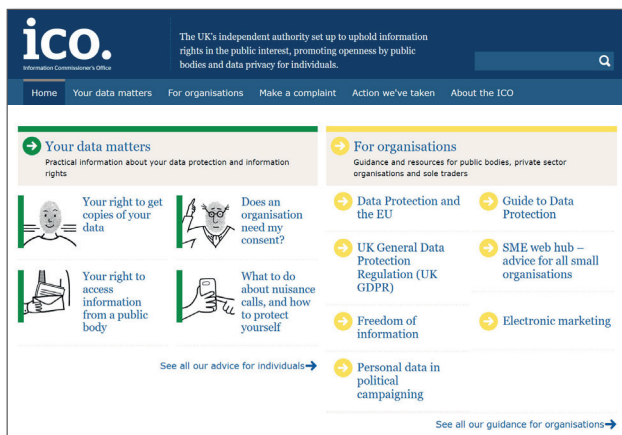 ico.
Information Commissioner's Office
The UK's independent authority set up to uphold information
rights in the public interest, promoting openness by public
bodies and data privacy for individuals.
Home Your data matters For organisations Make a complaint Action we've taken About the ICO
Your data matters
Practical information about your data protection and information
rights
Your right to get
copies of your
data
Does an
organisation
need my
consent?
Your right to
access
information
from a public
body
What to do
about nuisance
calls, and how
to protect
yourself
See all our advice for individuals
For organisations
Guidance and resources for public bodies, private sector
organisations and sole traders
Data Protection and
the EU
Guide to Data
Protection
UK General Data
Protection
Regulation (UK
GDPR)
SME web hub –
advice for all small
organisations
Freedom of
information
Electronic marketing
Personal data in
political
campaigning
See all our guidance for organisations